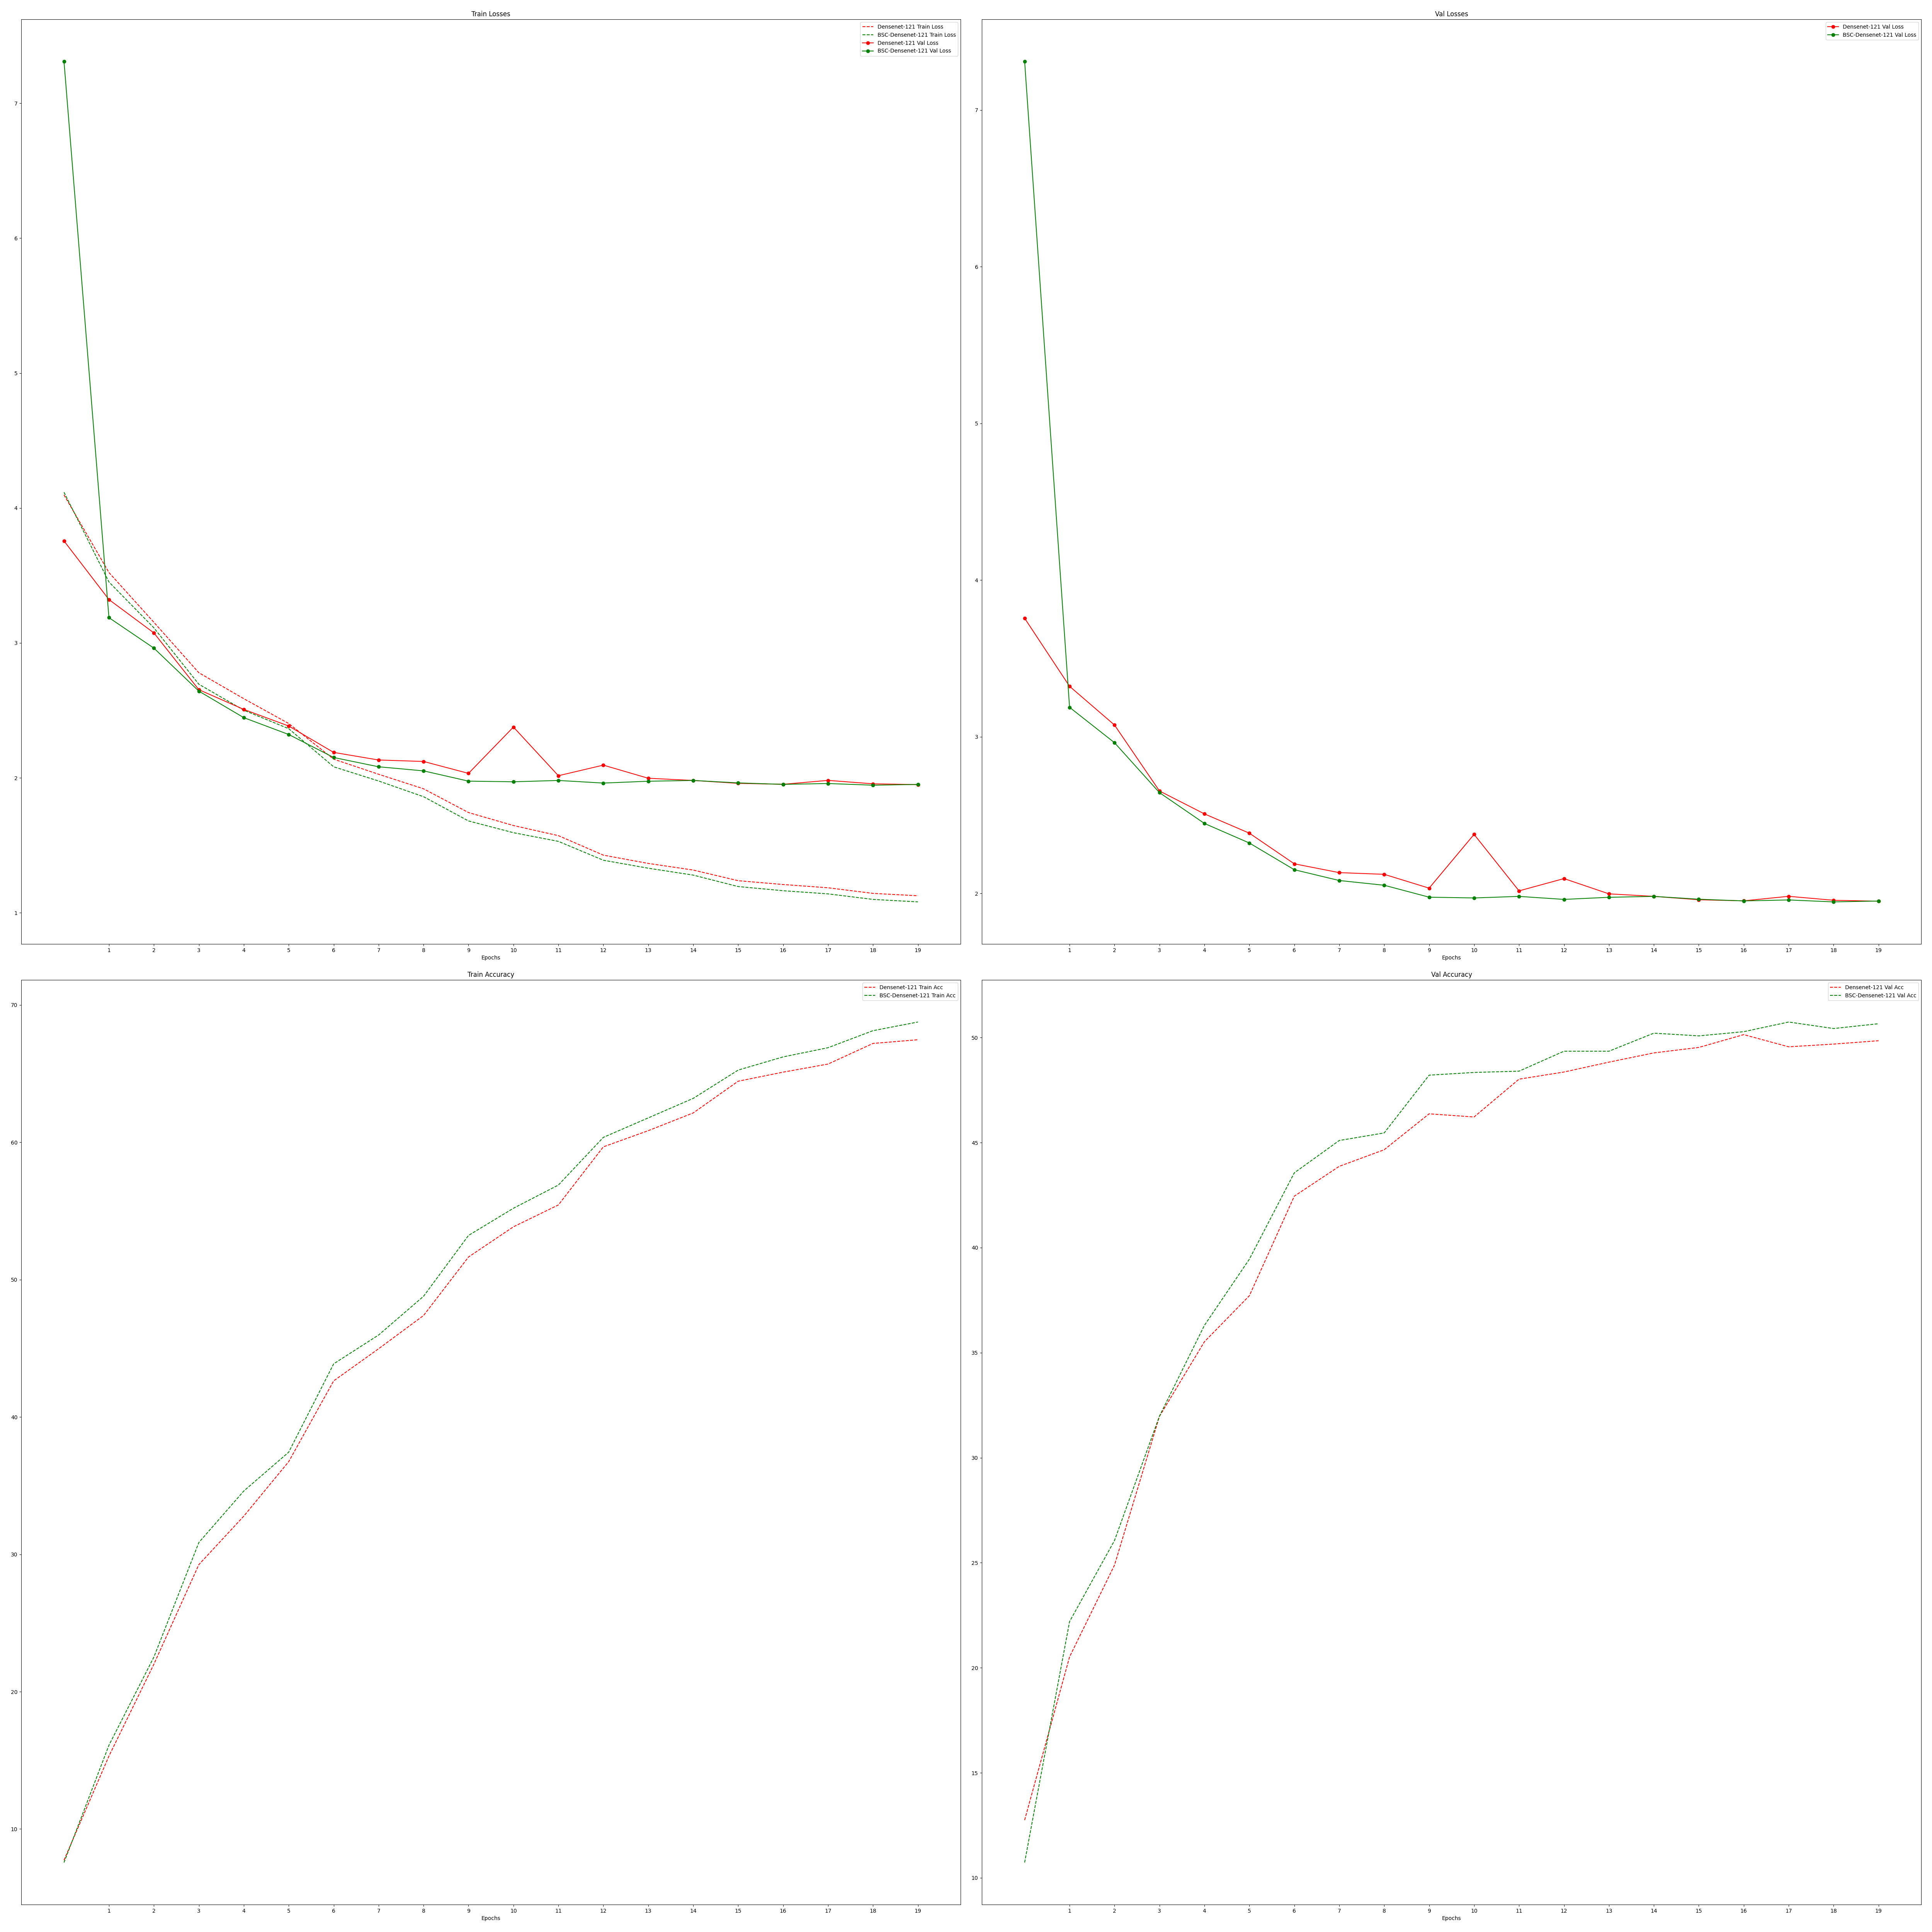 Train Losses
Densenet-121 Train Loss
BSC-Densenet-121 Train Loss
Densenet-121 Val Loss
BSC-Densenet-121 Val Loss
7
6
5
4
3
2
1
1 2 3 4 5 6 7 8 9 10 11 12 13 14 15 16 17 18 19
Epochs
Val Losses
Densenet-121 Val Loss
BSC-Densenet-121 Val Loss
7
6
5
4
3
2
1 2 3 4 5 6 7 8 9 10 11 12 13 14 15 16 17 18 19
Epochs
Train Accuracy
Densenet-121 Train Acc
BSC-Densenet-121 Train Acc
70
60
50
40
30
20
10
1 2 3 4 5 6 7 8 9 10 11 12 13 14 15 16 17 18 19
Epochs
Val Accuracy
Densenet-121 Val Acc
BSC-Densenet-121 Val Acc
50
45
40
35
30
25
20
15
10
1 2 3 4 5 6 7 8 9 10 11 12 13 14 15 16 17 18 19
Epochs